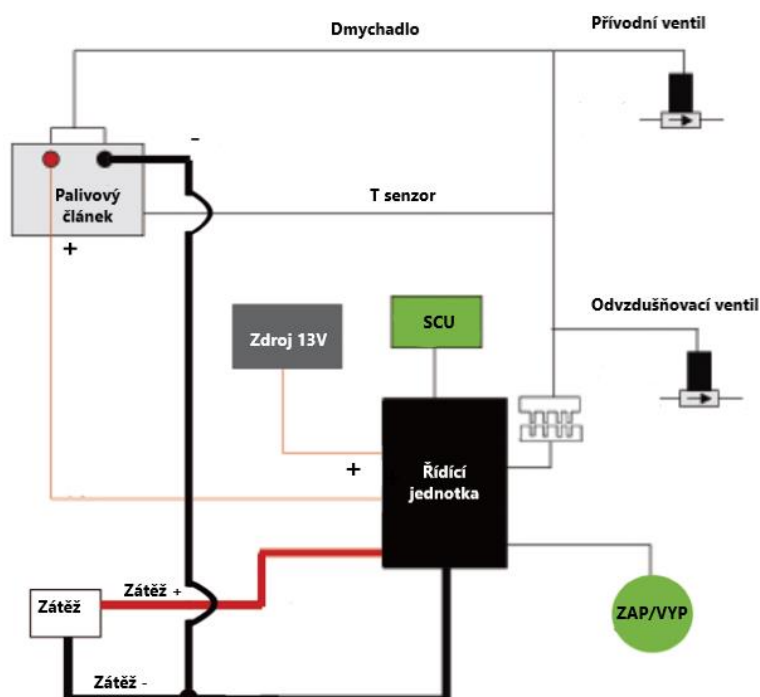 Dmychadlo
Přívodní ventil
-
Palivový
článek
T senzor
+
Odvzdušňovací ventil
SCU
Zdroj 13V
+
Řídící
jednotka
Zátěž +
Zátěž
ZAP/VYP
Zátěž -